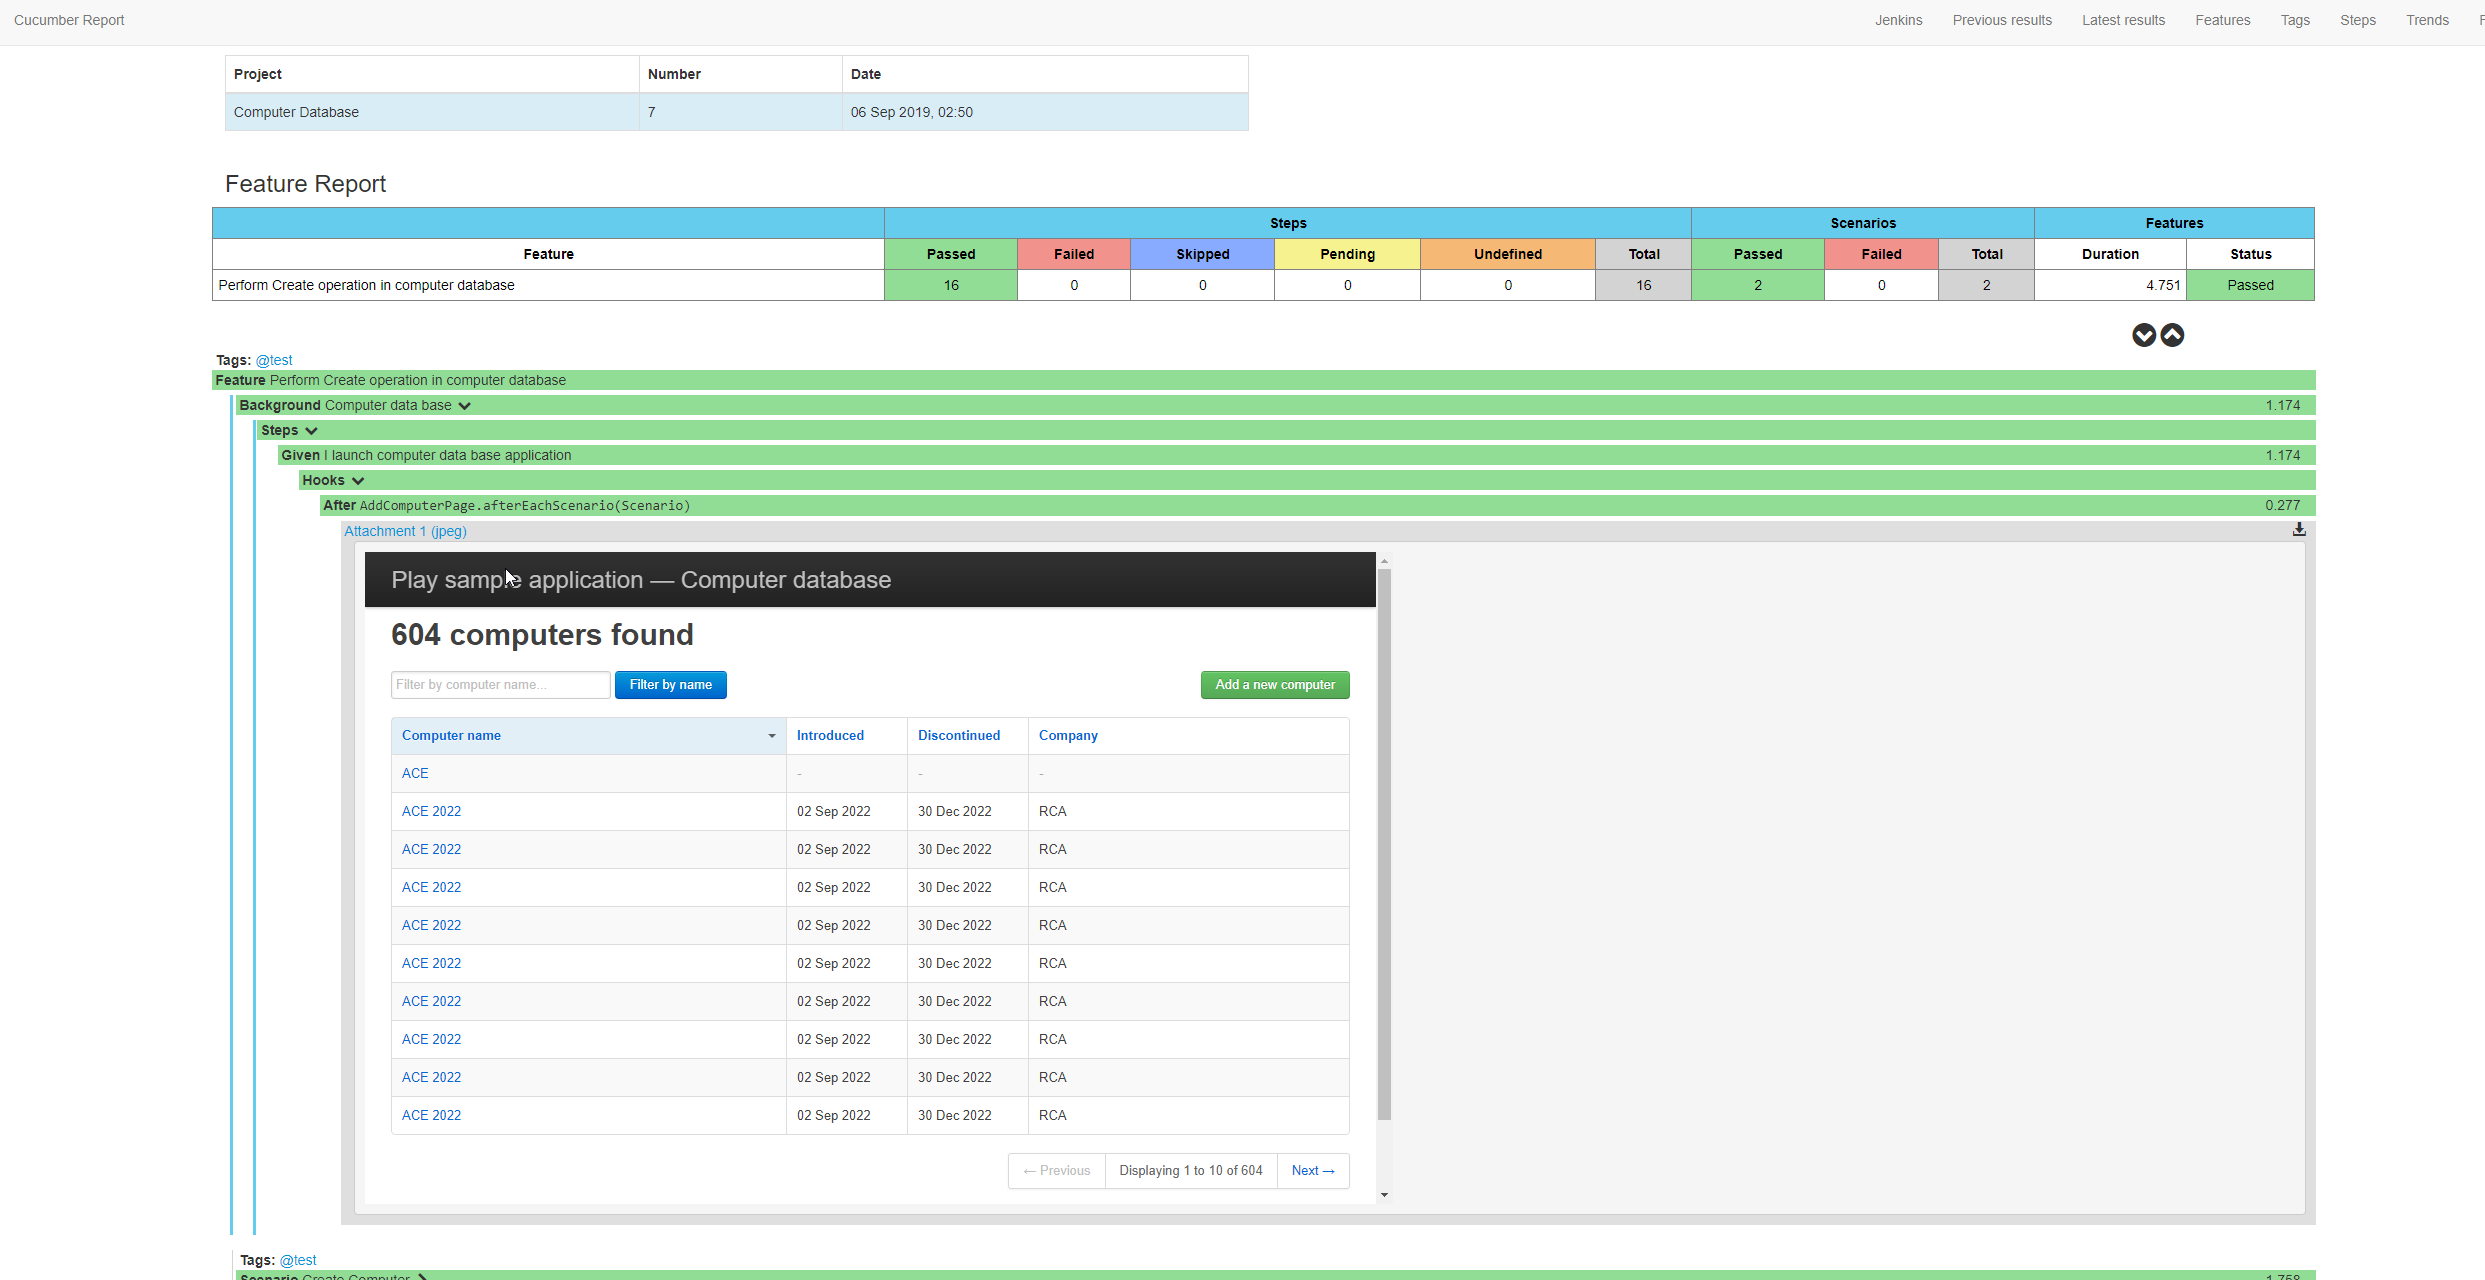 Cucumber Report Jenkins Previous results Latest results Features Tags Steps Trends
Project Number Date
Computer Database 7 06 Sep 2019, 02:50
Feature Report
Steps Scenarios Features
Feature Passed Failed Skipped Pending Undefined Total Passed Failed Total Duration Status
Perform Create operation in computer database 16 0 0 0 0 16 2 0 2 4.751 Passed
Tags: @test
Feature Perform Create operation in computer database
Background Computer data base 1.174
Steps
Given I launch computer data base application 1.174
Hooks
After AddComputerPage.afterEachScenario(Scenario) 0.277
Attachment 1 (jpeg)
Play sample application — Computer database
604 computers found
Filter by computer name... Filter by name Add a new computer
Computer name Introduced Discontinued Company
ACE - - -
ACE 2022 02 Sep 2022 30 Dec 2022 RCA
ACE 2022 02 Sep 2022 30 Dec 2022 RCA
ACE 2022 02 Sep 2022 30 Dec 2022 RCA
ACE 2022 02 Sep 2022 30 Dec 2022 RCA
ACE 2022 02 Sep 2022 30 Dec 2022 RCA
ACE 2022 02 Sep 2022 30 Dec 2022 RCA
ACE 2022 02 Sep 2022 30 Dec 2022 RCA
ACE 2022 02 Sep 2022 30 Dec 2022 RCA
ACE 2022 02 Sep 2022 30 Dec 2022 RCA
← Previous Displaying 1 to 10 of 604 Next →
Tags: @test
Scenario Create Computer 1.758